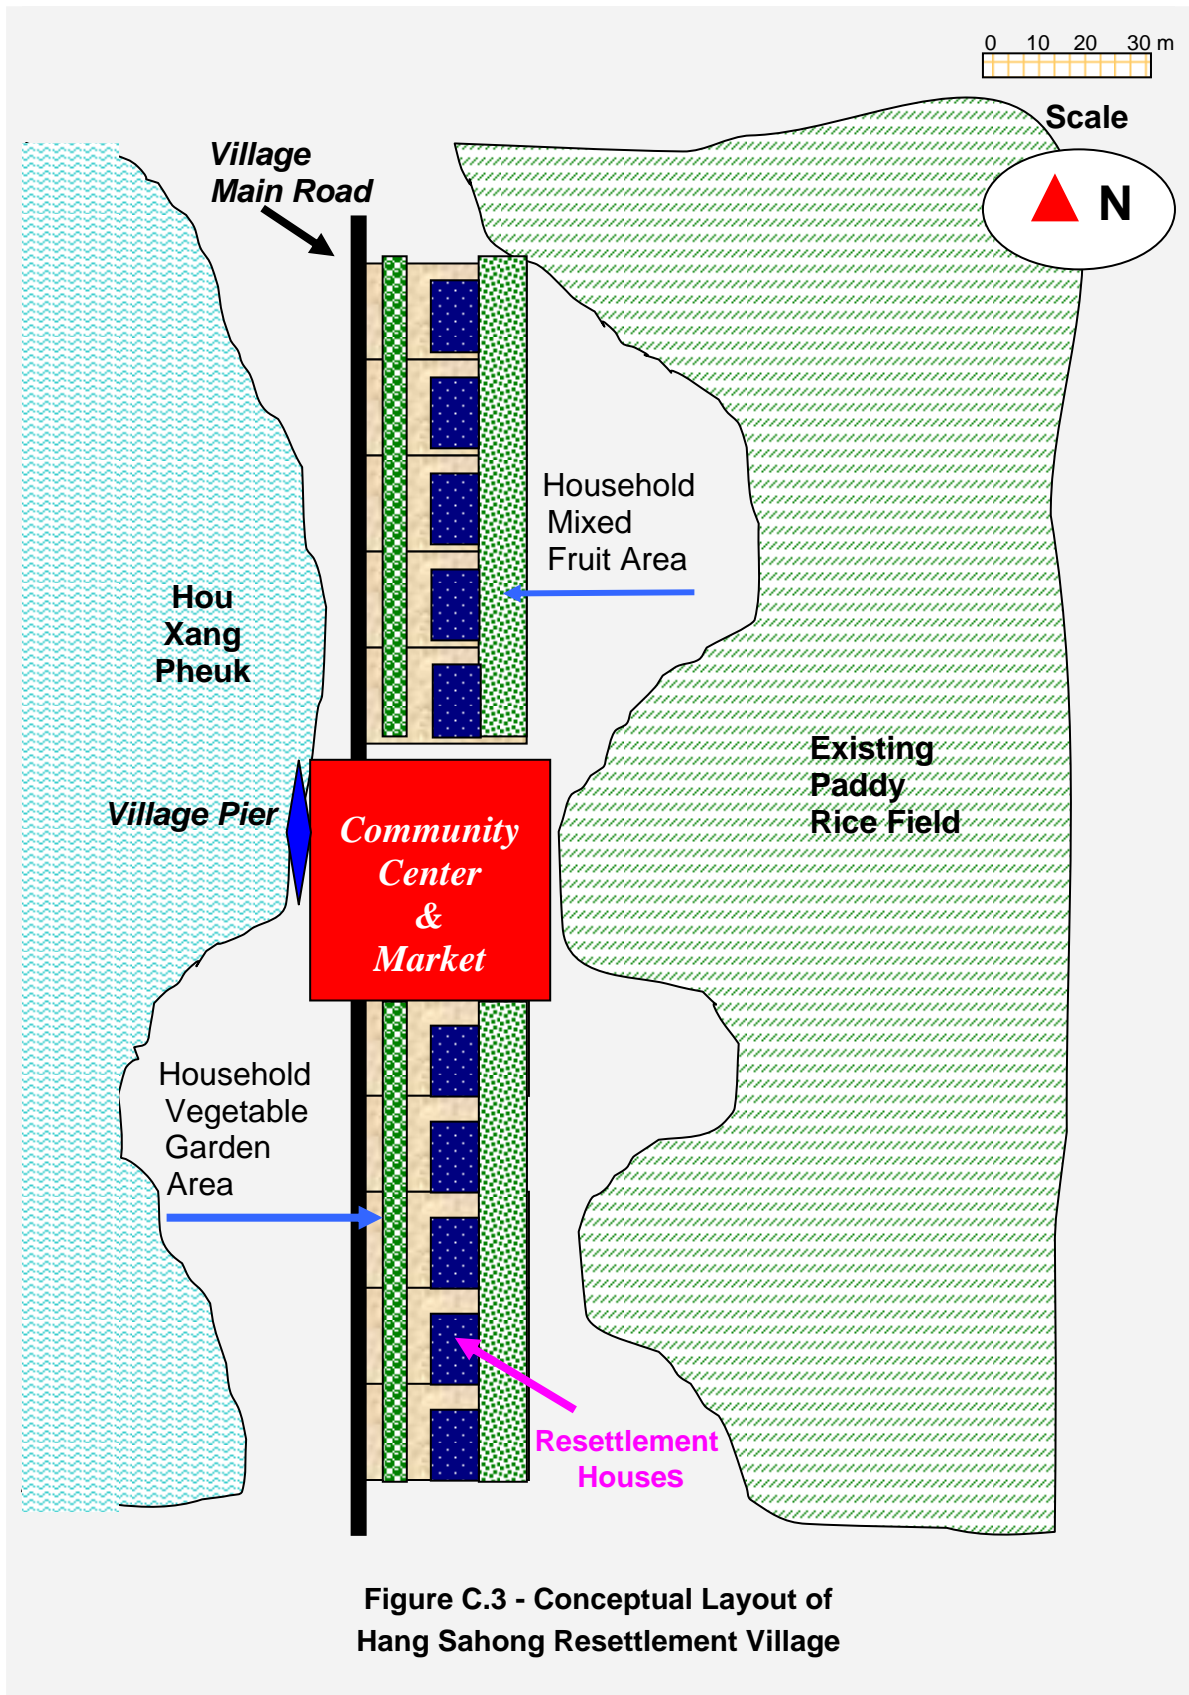 0 10 20 30 m
Scale
N
Village
Main Road
Household
Mixed
Fruit Area
Hou
Xang
Pheuk
Existing
Paddy
Rice Field
Village Pier
Community
Center
&
Market
Household
Vegetable
Garden
Area
Resettlement
Houses
Figure C.3 - Conceptual Layout of
Hang Sahong Resettlement Village